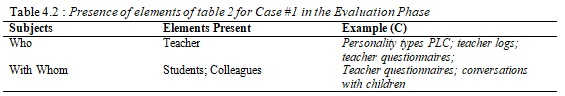 Table 4.2 : Presence of elements of table 2 for Case #1 in the Evaluation Phase
Subjects Elements Present Example (C)
Who Teacher Personality types PLC; teacher logs;
teacher questionnaires;
With Whom Students; Colleagues Teacher questionnaires; conversations
with children